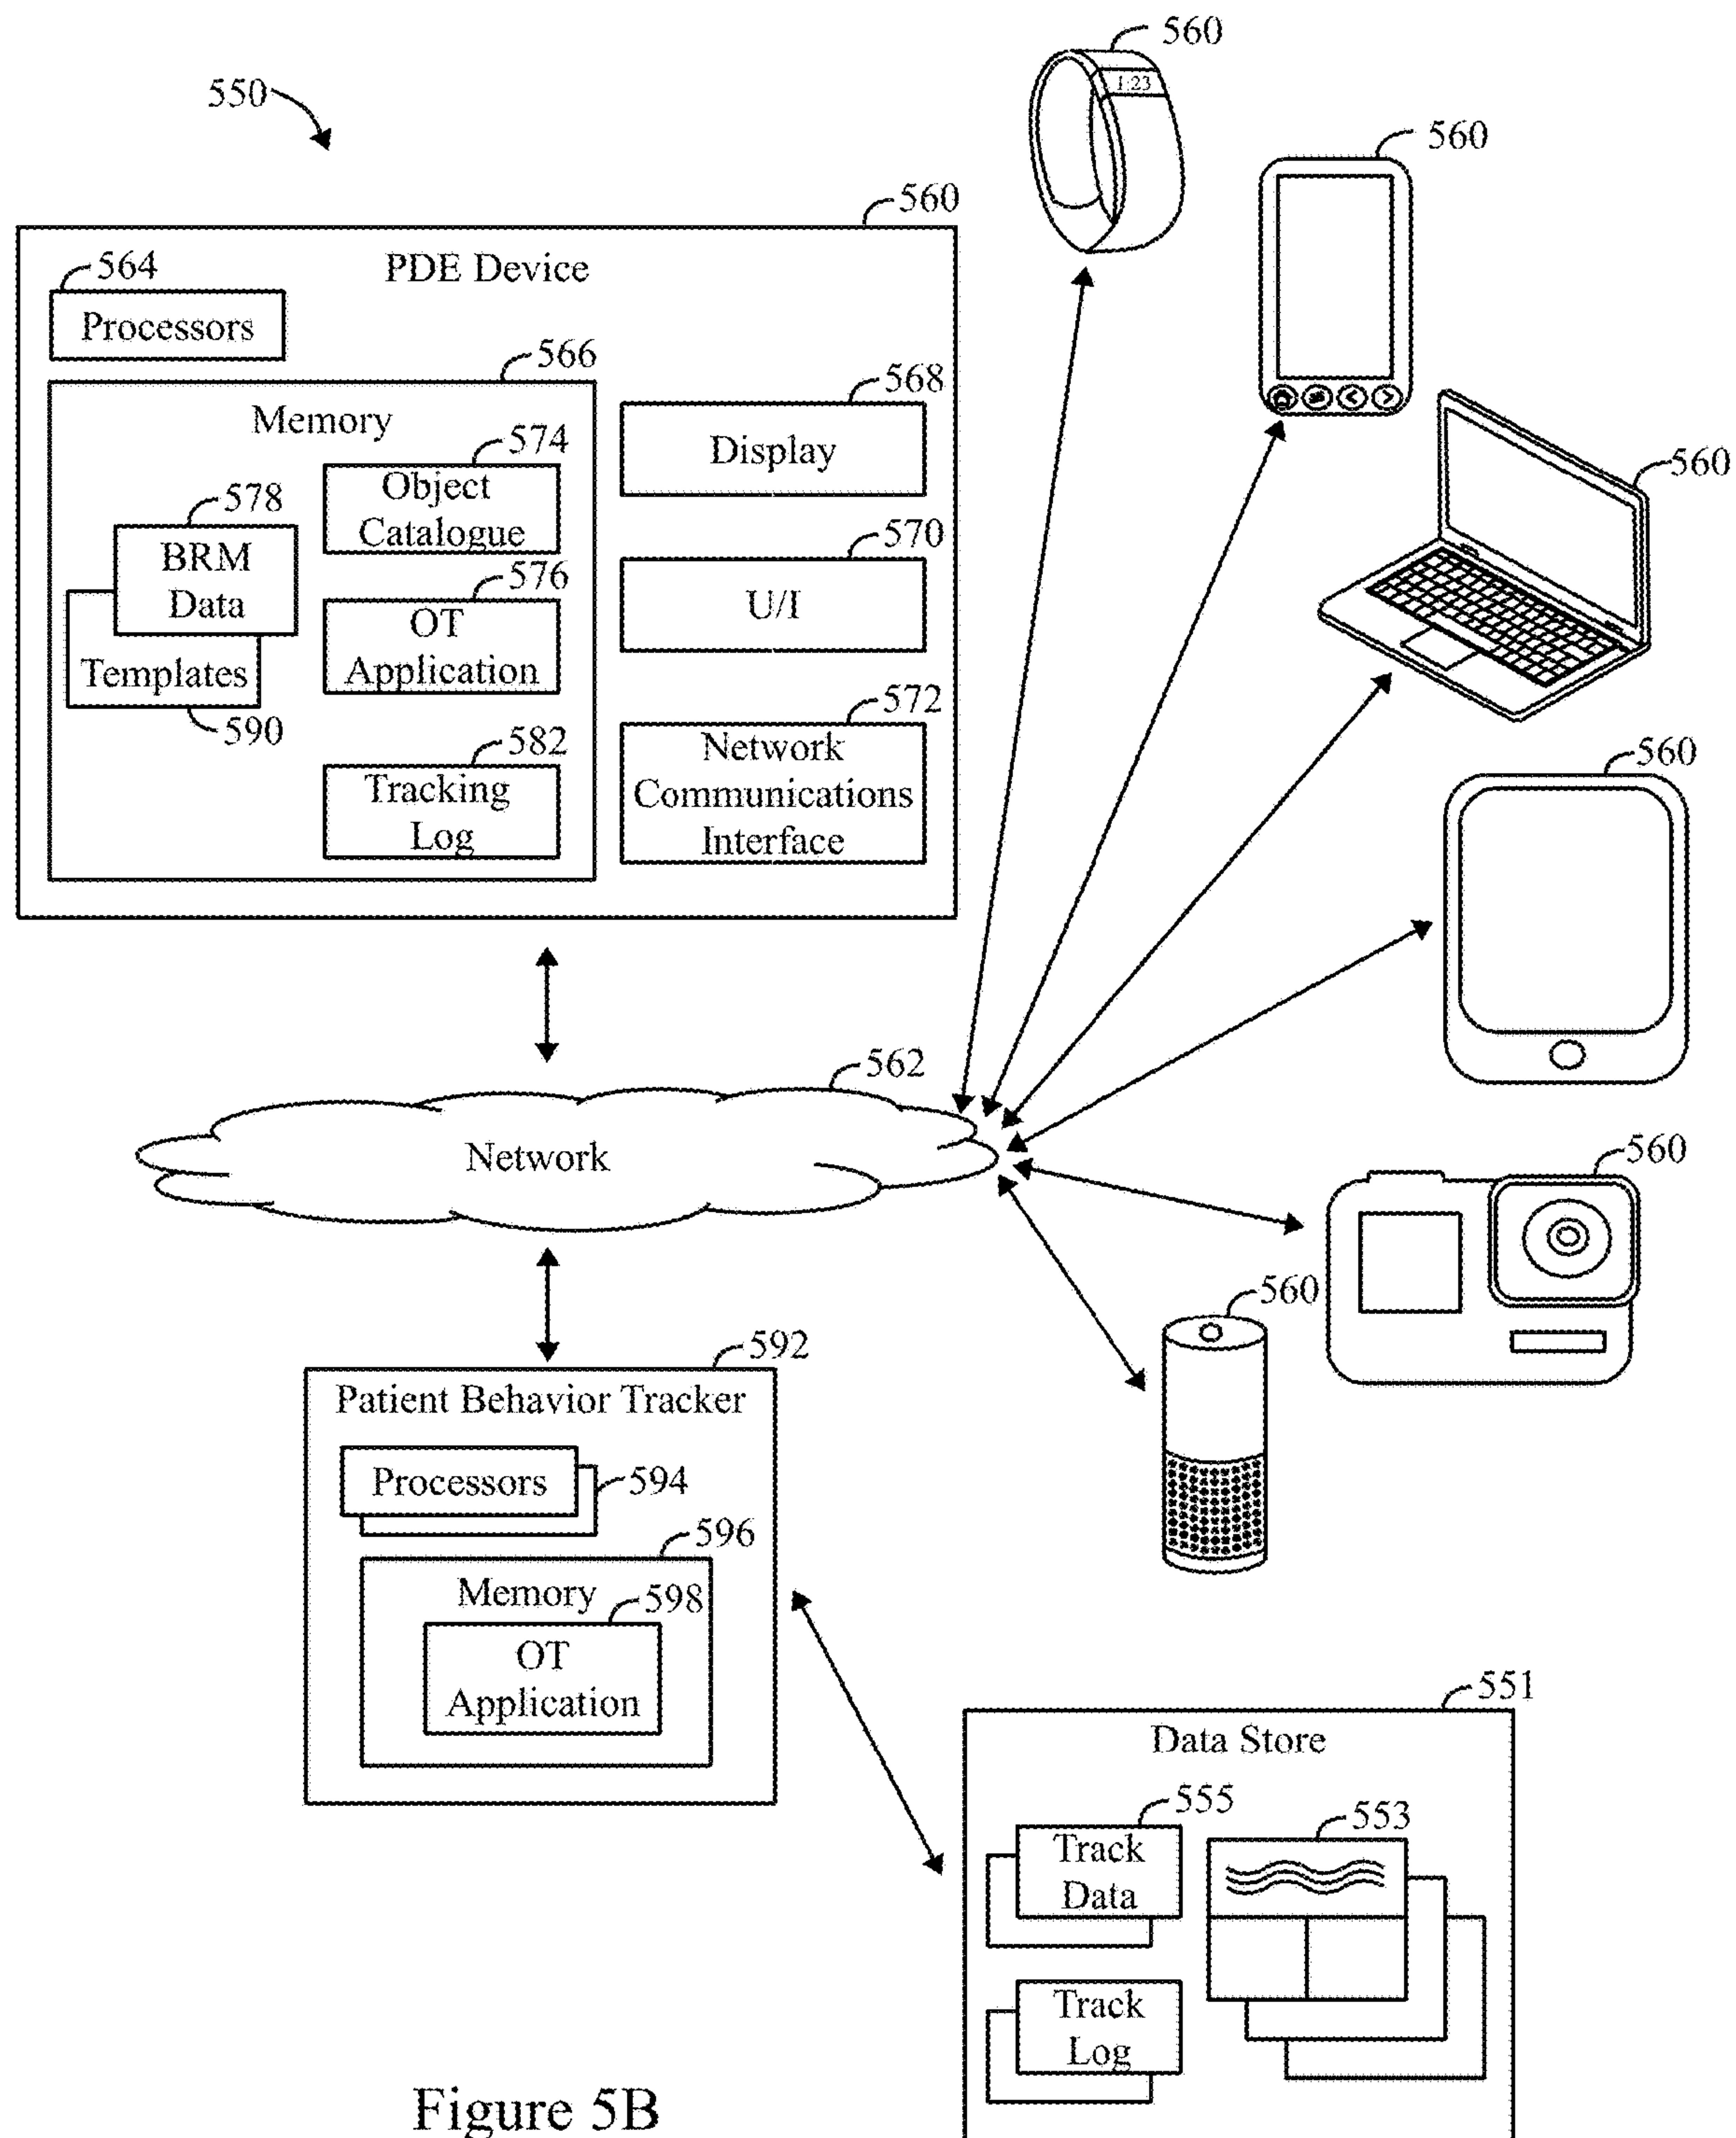 560
1:23
550
560
560
PDE Device
564
Processors
566
Memory
568
Display
574
Object
Catalogue
578
BRM
Data
560
570
U/I
576
OT
Application
Templates
590
572
Network
Communications
Interface
582
Tracking
Log
560
562
Network
560
560
592
Patient Behavior Tracker
Processors
594
596
Memory
598
OT
Application
551
Data Store
555
Track
Data
553
Track
Log
Figure 5B